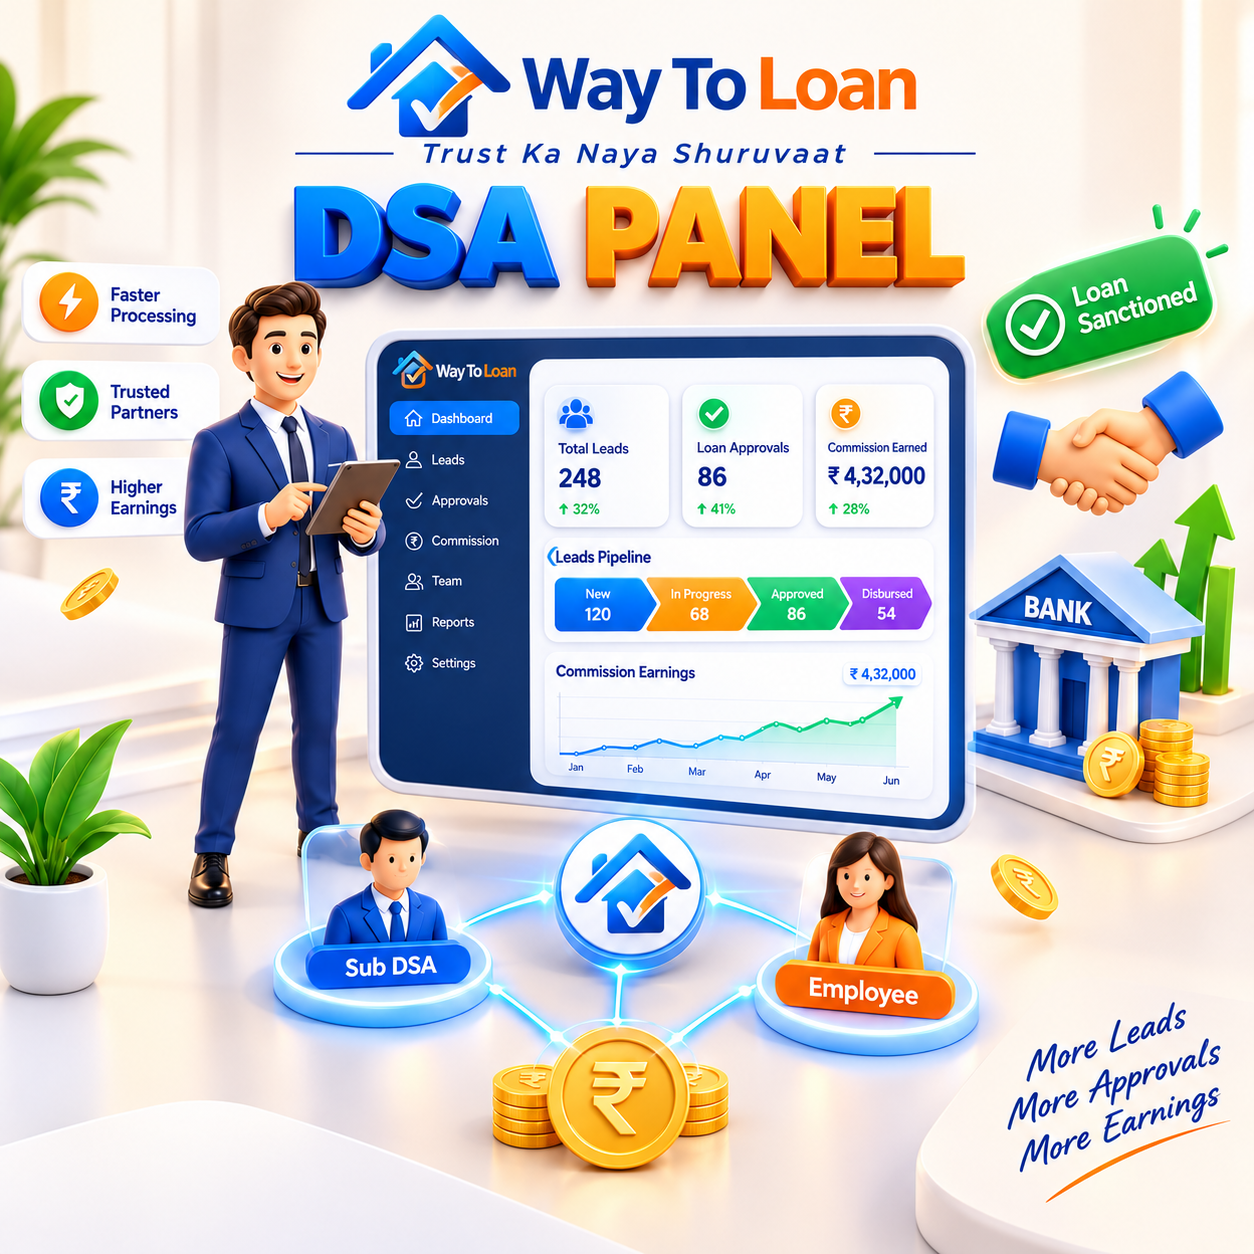 Way To Loan
Trust Ka Naya Shuruvaat
DSA PANEL
Faster
Processing
Trusted
Partners
Higher
Earnings
Loan
Sanctioned
Way To Loan
Dashboard
Leads
Approvals
Commission
Team
Reports
Settings
Total Leads
248
32%
Loan Approvals
86
41%
Commission Earned
₹ 4,32,000
28%
Leads Pipeline
New
120
In Progress
68
Approved
86
Disbursed
54
Commission Earnings
₹ 4,32,000
Jan Feb Mar Apr May Jun
BANK
₹
Sub DSA
Employee
₹
More Leads
More Approvals
More Earnings